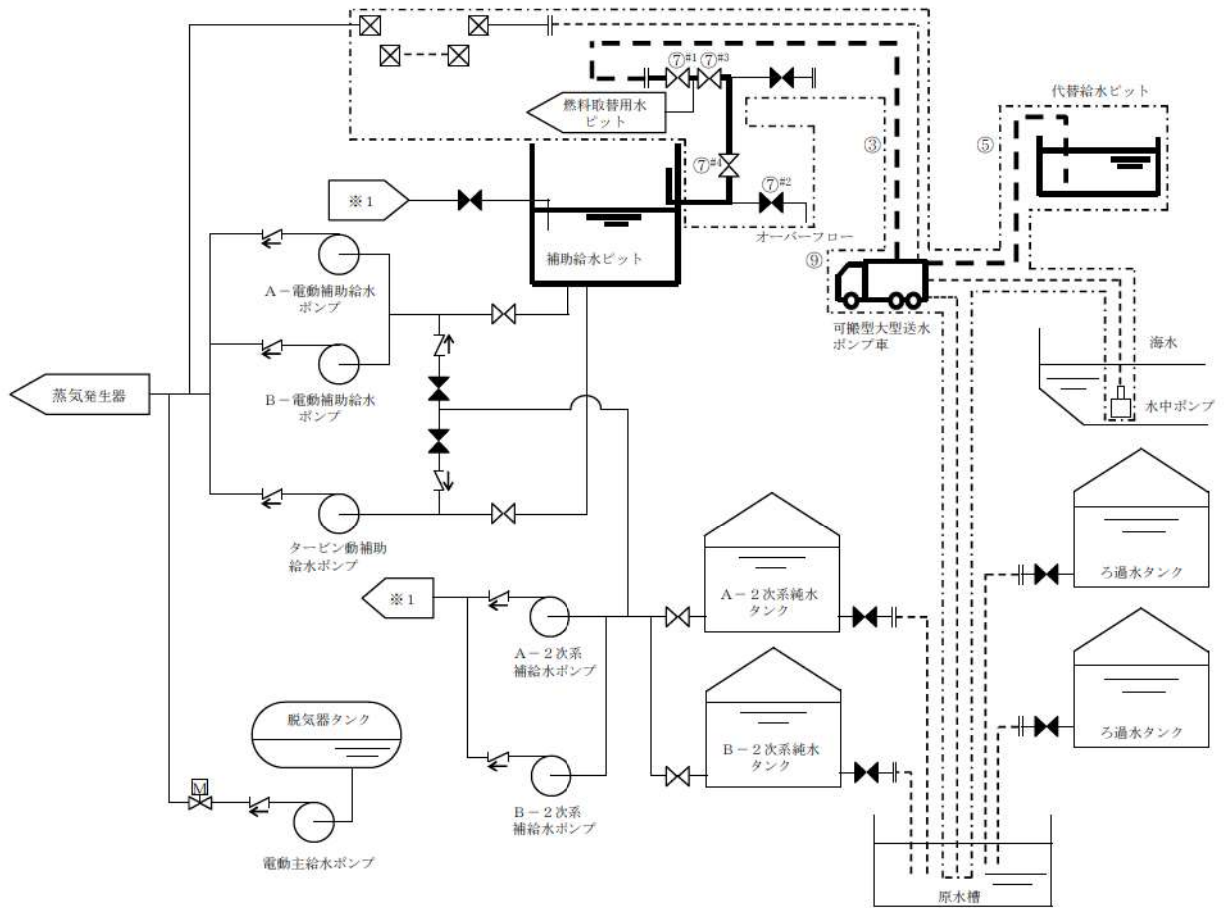 ⑦#1
⑦#3
燃料取替用水
ピット
代替給水ピット
③
⑤
⑦#4
⑦#2
※1
オーバーフロー
補助給水ピット
⑨
可搬型大型送水
ポンプ車
海水
水中ポンプ
A-電動補助給水
ポンプ
B-電動補助給水
ポンプ
蒸気発生器
タービン動補助
給水ポンプ
※1
A-2次系純水
タンク
ろ過水タンク
A-2次系
補給水ポンプ
脱気器タンク
B-2次系純水
タンク
ろ過水タンク
M
B-2次系
補給水ポンプ
電動主給水ポンプ
原水槽